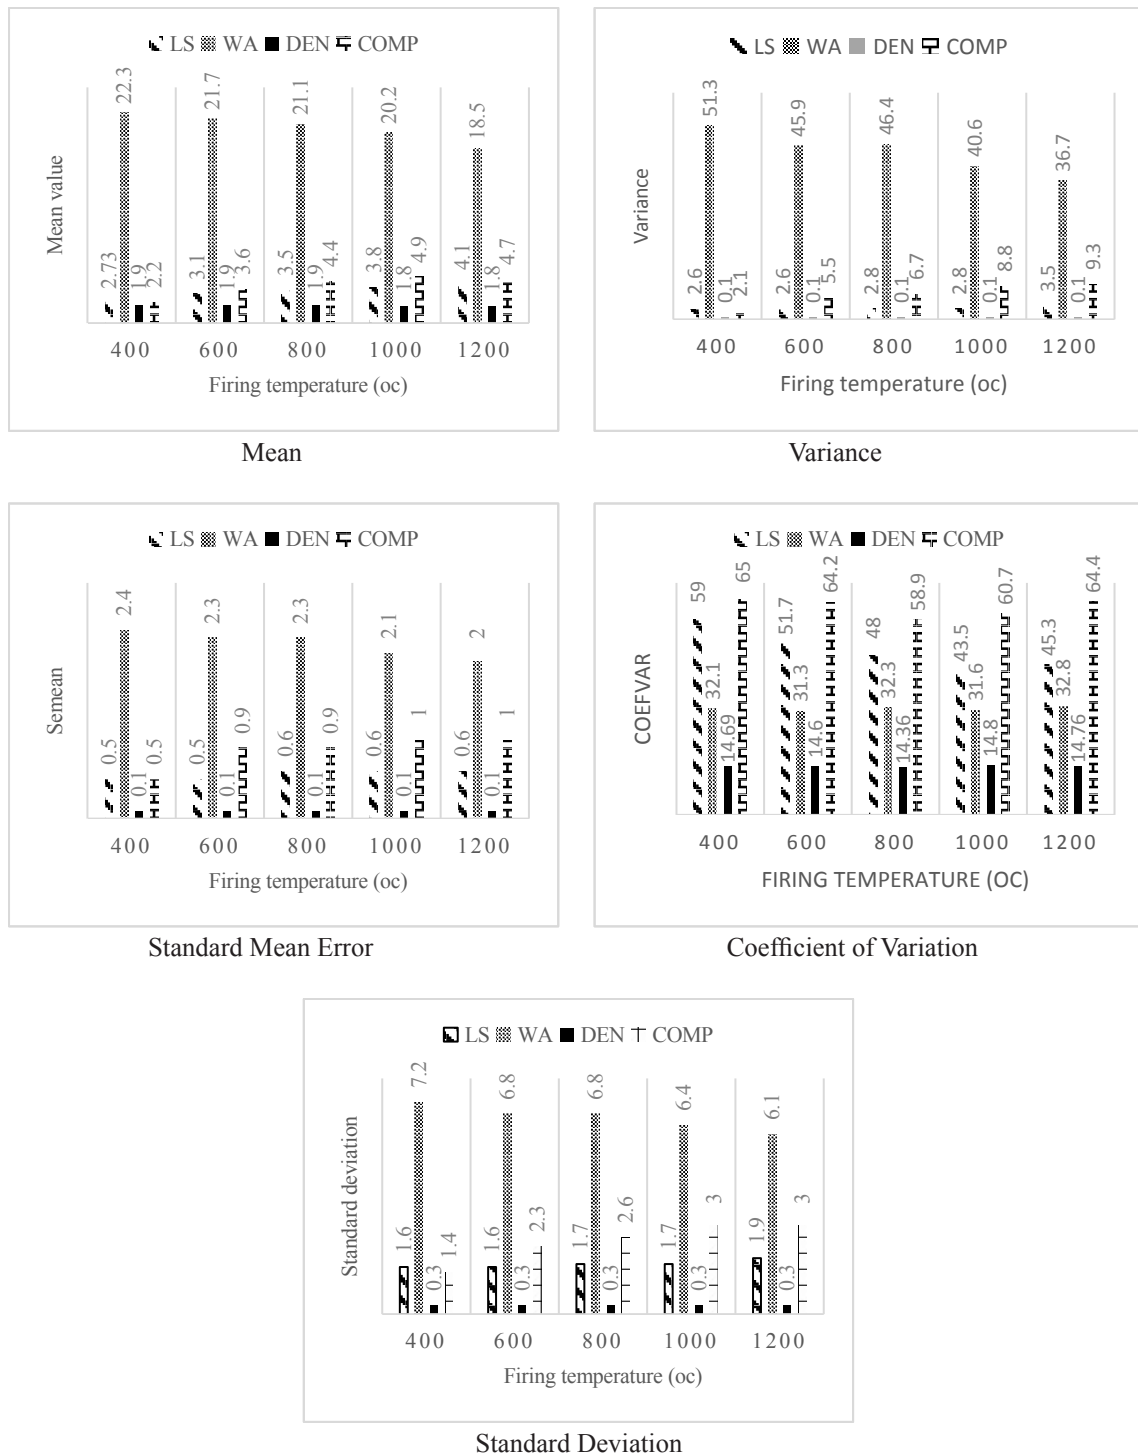 LS WA DEN COMP
22.3 21.7 21.1 20.2 18.5
2.73 1.9 2.2 3.1 1.9 3.6 3.5 1.9 4.4 3.8 1.8 4.9 4.1 1.8 4.7
Mean value
400 600 800 1000 1200
Firing temperature (oc)
Mean
LS WA DEN COMP
51.3 45.9 46.4 40.6 36.7
2.6 0.1 2.1 2.6 0.1 5.5 2.8 0.1 6.7 2.8 0.1 8.8 3.5 0.1 9.3
Variance
400 600 800 1000 1200
Firing temperature (oc)
Variance
LS WA DEN COMP
2.4 2.3 2.3 2.1 2
0.5 0.1 0.5 0.5 0.1 0.9 0.6 0.1 0.9 0.6 0.1 1 0.6 0.1 1
Semean
400 600 800 1000 1200
Firing temperature (oc)
Standard Mean Error
LS WA DEN COMP
59 32.1 14.69 65 51.7 31.3 14.6 64.2 48 32.3 14.36 58.9 43.5 31.6 14.8 60.7 45.3 32.8 14.76 64.4
COEFVAR
400 600 800 1000 1200
FIRING TEMPERATURE (OC)
Coefficient of Variation
LS WA DEN COMP
7.2 6.8 6.8 6.4 6.1
1.6 0.3 1.4 1.6 0.3 2.3 1.7 0.3 2.6 1.7 0.3 3 1.9 0.3 3
Standard deviation
400 600 800 1000 1200
Firing temperature (oc)
Standard Deviation